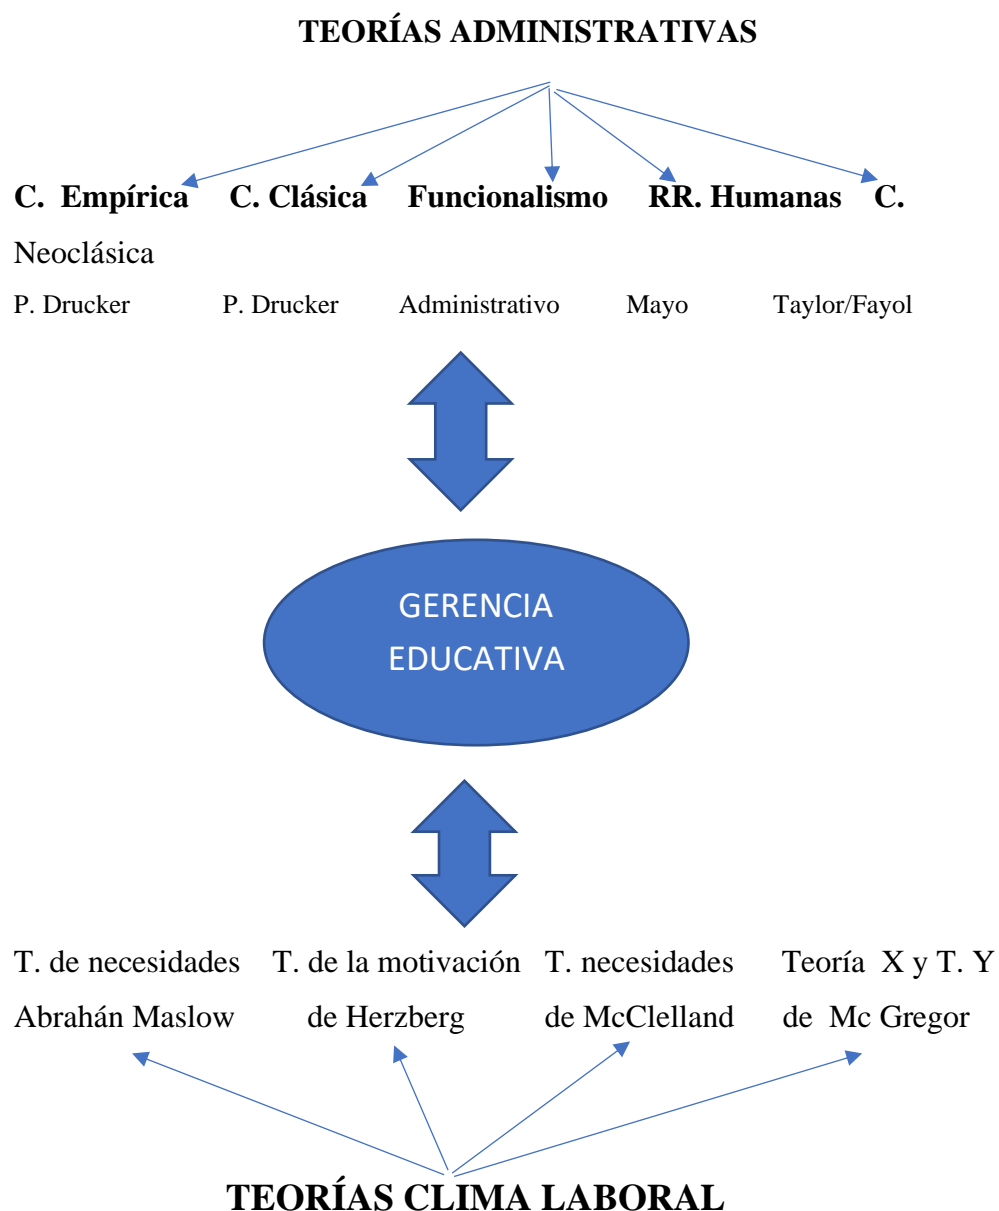 TEORÍAS ADMINISTRATIVAS
C. Empírica C. Clásica Funcionalismo RR. Humanas C.
Neoclásica
P. Drucker P. Drucker Administrativo Mayo Taylor/Fayol
GERENCIA
EDUCATIVA
T. de necesidades T. de la motivación T. necesidades Teoría X y T. Y
Abrahán Maslow de Herzberg de McClelland de Mc Gregor
TEORÍAS CLIMA LABORAL